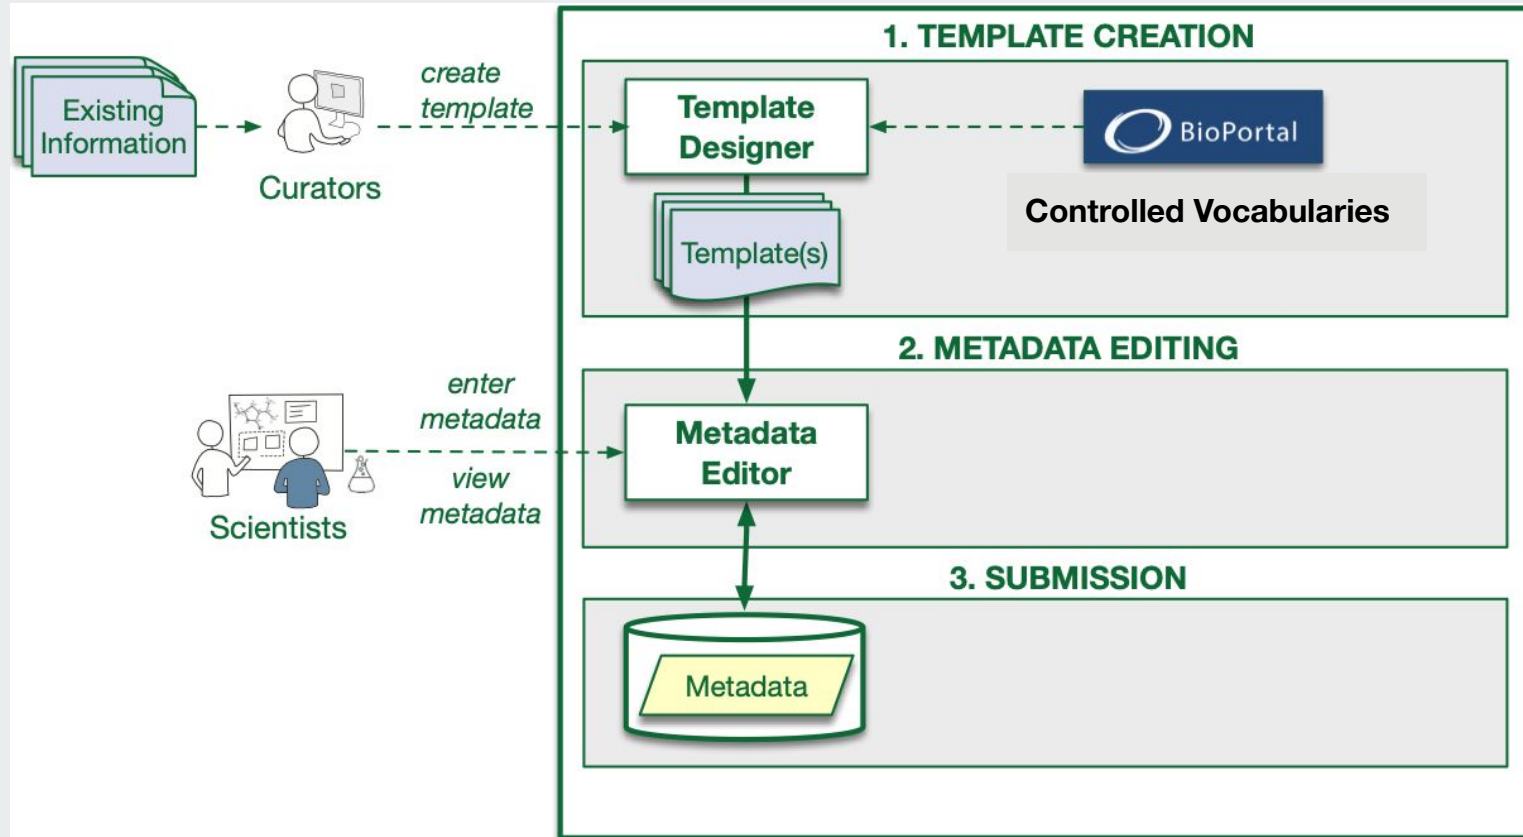 1. TEMPLATE CREATION
Existing
Information
Curators
create
template
Template
Designer
BioPortal
Controlled Vocabularies
Template(s)
2. METADATA EDITING
enter
metadata
view
metadata
Scientists
Metadata
Editor
3. SUBMISSION
Metadata